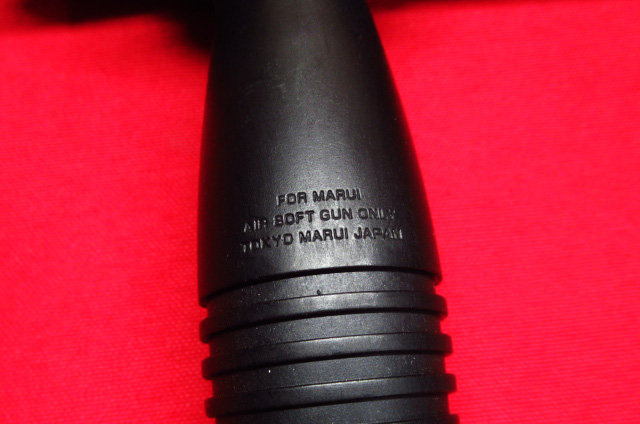 FOR MARUI
AIR SOFT GUN ONLY
TOKYO MARUI JAPAN